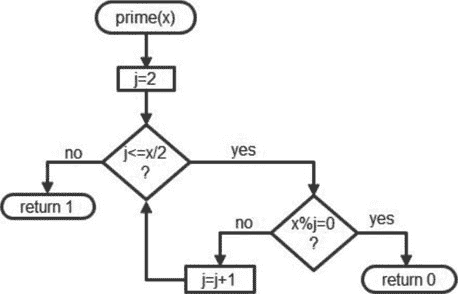 prime(x)
j=2
j<=x/2
?
no
yes
return 1
x%j=0
?
no
yes
j=j+1
return 0